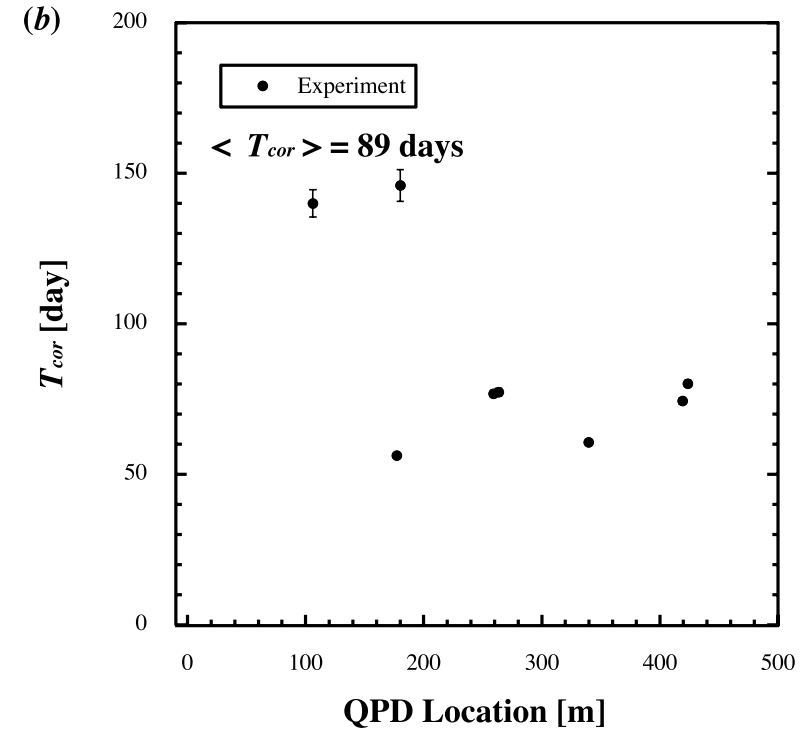 (b)
200
150
100
50
0
Experiment
< Tcor > = 89 days
Tcor [day]
0 100 200 300 400 500
QPD Location [m]